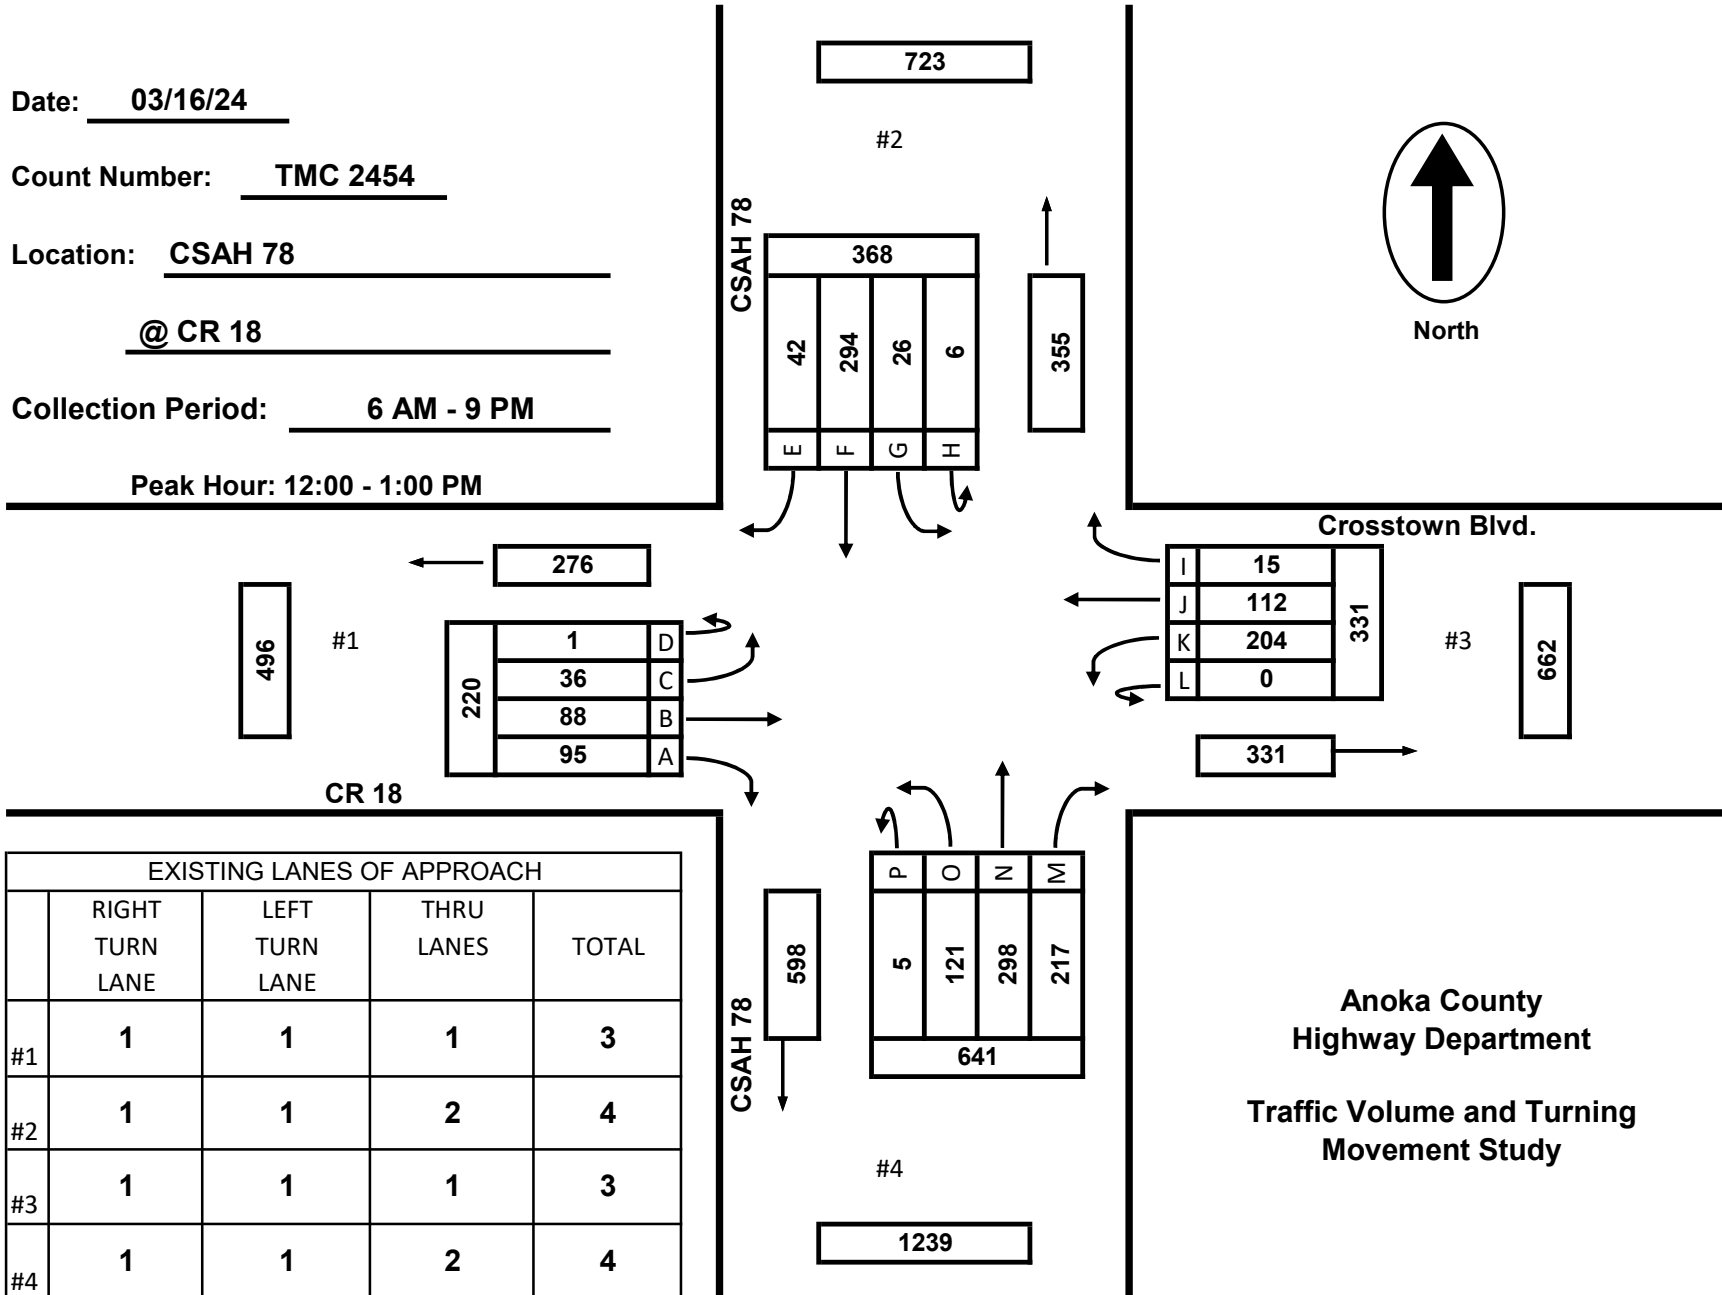 Date: 03/16/24
Count Number: TMC 2454
Location: CSAH 78
@ CR 18
Collection Period: 6 AM - 9 PM
Peak Hour: 12:00 - 1:00 PM
723
#2
CSAH 78
368
42 294 26 6
E F G H
355
North
Crosstown Blvd.
276
496
#1
220
1 D
36 C
88 B
95 A
CR 18
I 15
J 112
K 204
L 0
331
#3
662
331
P O N M
5 121 298 217
641
598
CSAH 78
#4
1239
EXISTING LANES OF APPROACH
RIGHT TURN LANE LEFT TURN LANE THRU LANES TOTAL
#1 1 1 1 3
#2 1 1 2 4
#3 1 1 1 3
#4 1 1 2 4
Anoka County
Highway Department
Traffic Volume and Turning
Movement Study